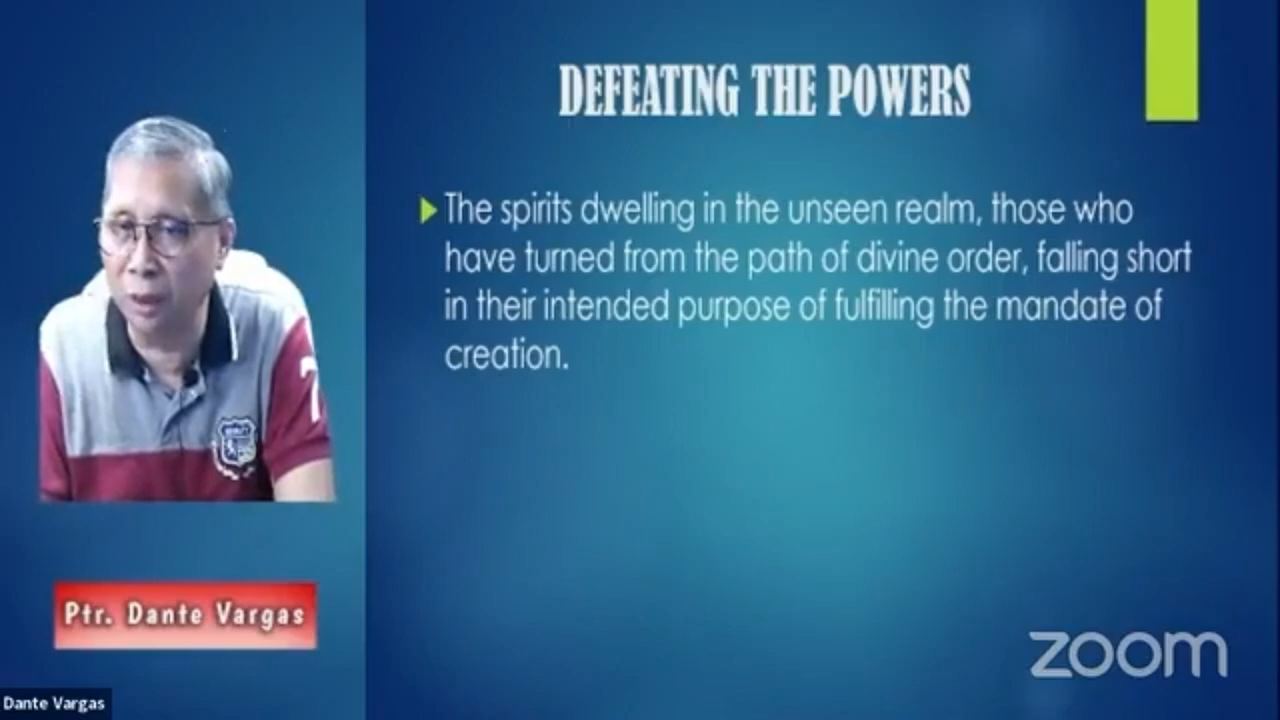 DEFEATING THE POWERS
The spirits dwelling in the unseen realm, those who
have turned from the path of divine order, falling short
in their intended purpose of fulfilling the mandate of
creation.
7
Ptr. Dante Vargas
zoom
Dante Vargas